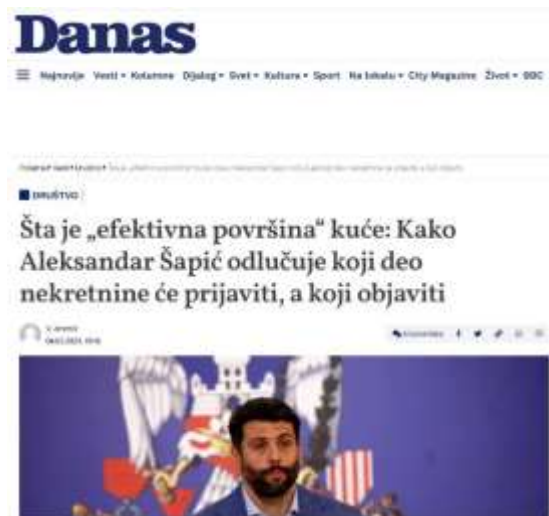 Danas
Najnovije Vesti Kolumne Dijalog Svet Kultura Sport Na lokalu City Magazine Život BBC
DRUŠTVO
Šta je „efektivna površina“ kuće: Kako
Aleksandar Šapić odlučuje koji deo
nekretnine će prijaviti, a koji objaviti